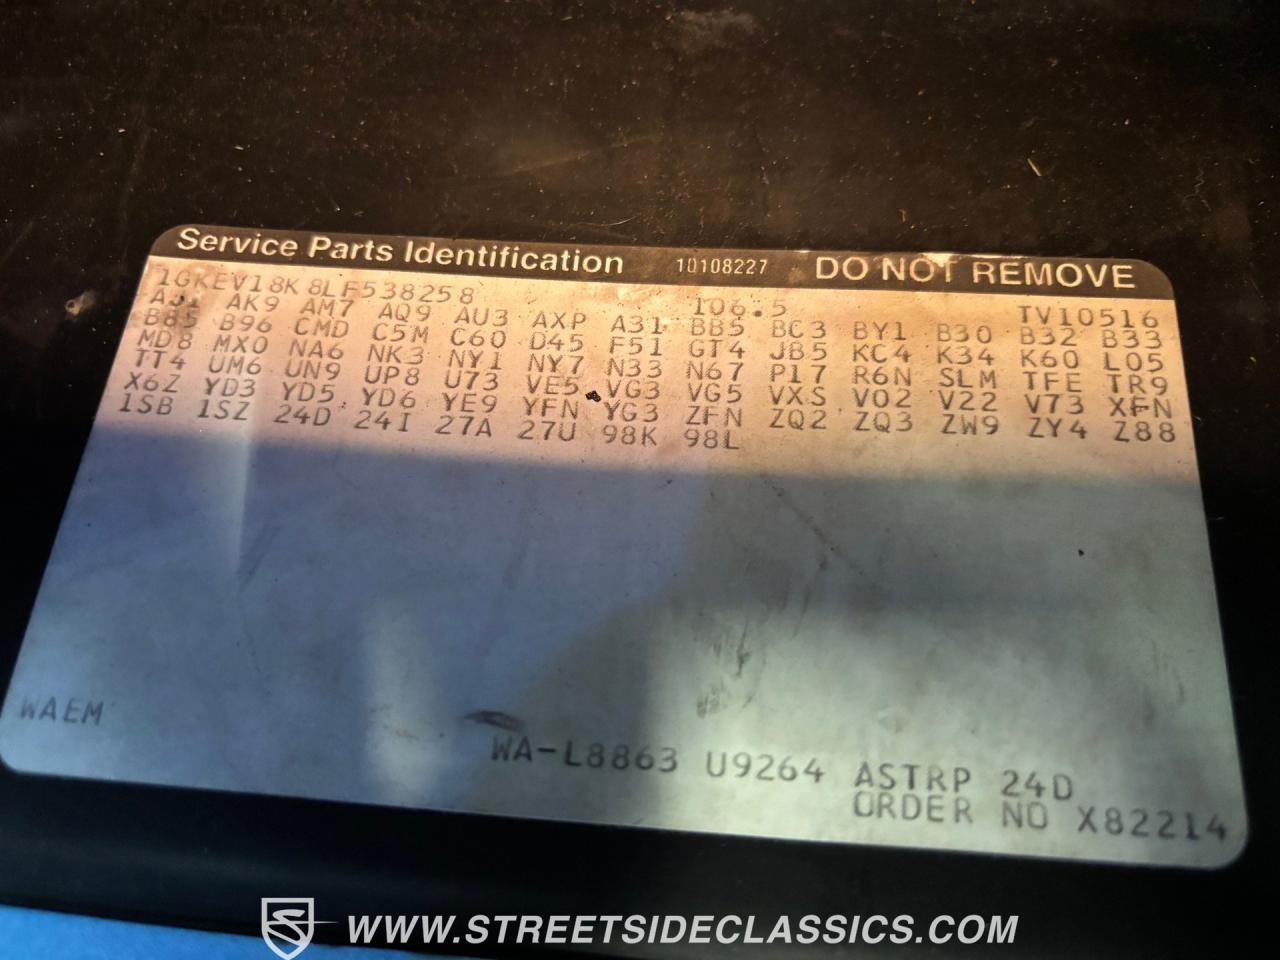 Service Parts Identification 10108227 DO NOT REMOVE
1GKEV18K8LF538258 106.5 TV10516
AJ1 AK9 AM7 AQ9 AU3 AXP A31 BB5 BC3 BY1 B30 B32 B33
B85 B96 CMD C5M C60 D45 F51 GT4 JB5 KC4 K34 K60 L05
MD8 MX0 NA6 NK3 NY1 NY7 N33 N67 P17 R6N SLM TFE TR9
TT4 UM6 UN9 UP8 U73 VE5 VG3 VG5 VXS V02 V22 V73 XFN
X6Z YD3 YD5 YD6 YE9 YFN YG3 ZFN ZQ2 ZQ3 ZW9 ZY4 Z88
1SB 1SZ 24D 24I 27A 27U 98K 98L
WAEM
WA-L8863 U9264 ASTRP 24D
ORDER NO X82214
WWW.STREETSIDECLASSICS.COM